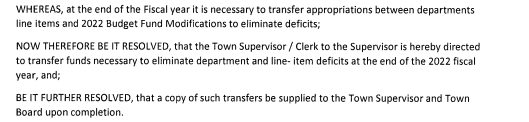 WHEREAS, at the end of the Fiscal year it is necessary to transfer appropriations between departments
line items and 2022 Budget Fund Modifications to eliminate deficits;
NOW THEREFORE BE IT RESOLVED, that the Town Supervisor / Clerk to the Supervisor is hereby directed
to transfer funds necessary to eliminate department and line- item deficits at the end of the 2022 fiscal
year, and;
BE IT FURTHER RESOLVED, that a copy of such transfers be supplied to the Town Supervisor and Town
Board upon completion.